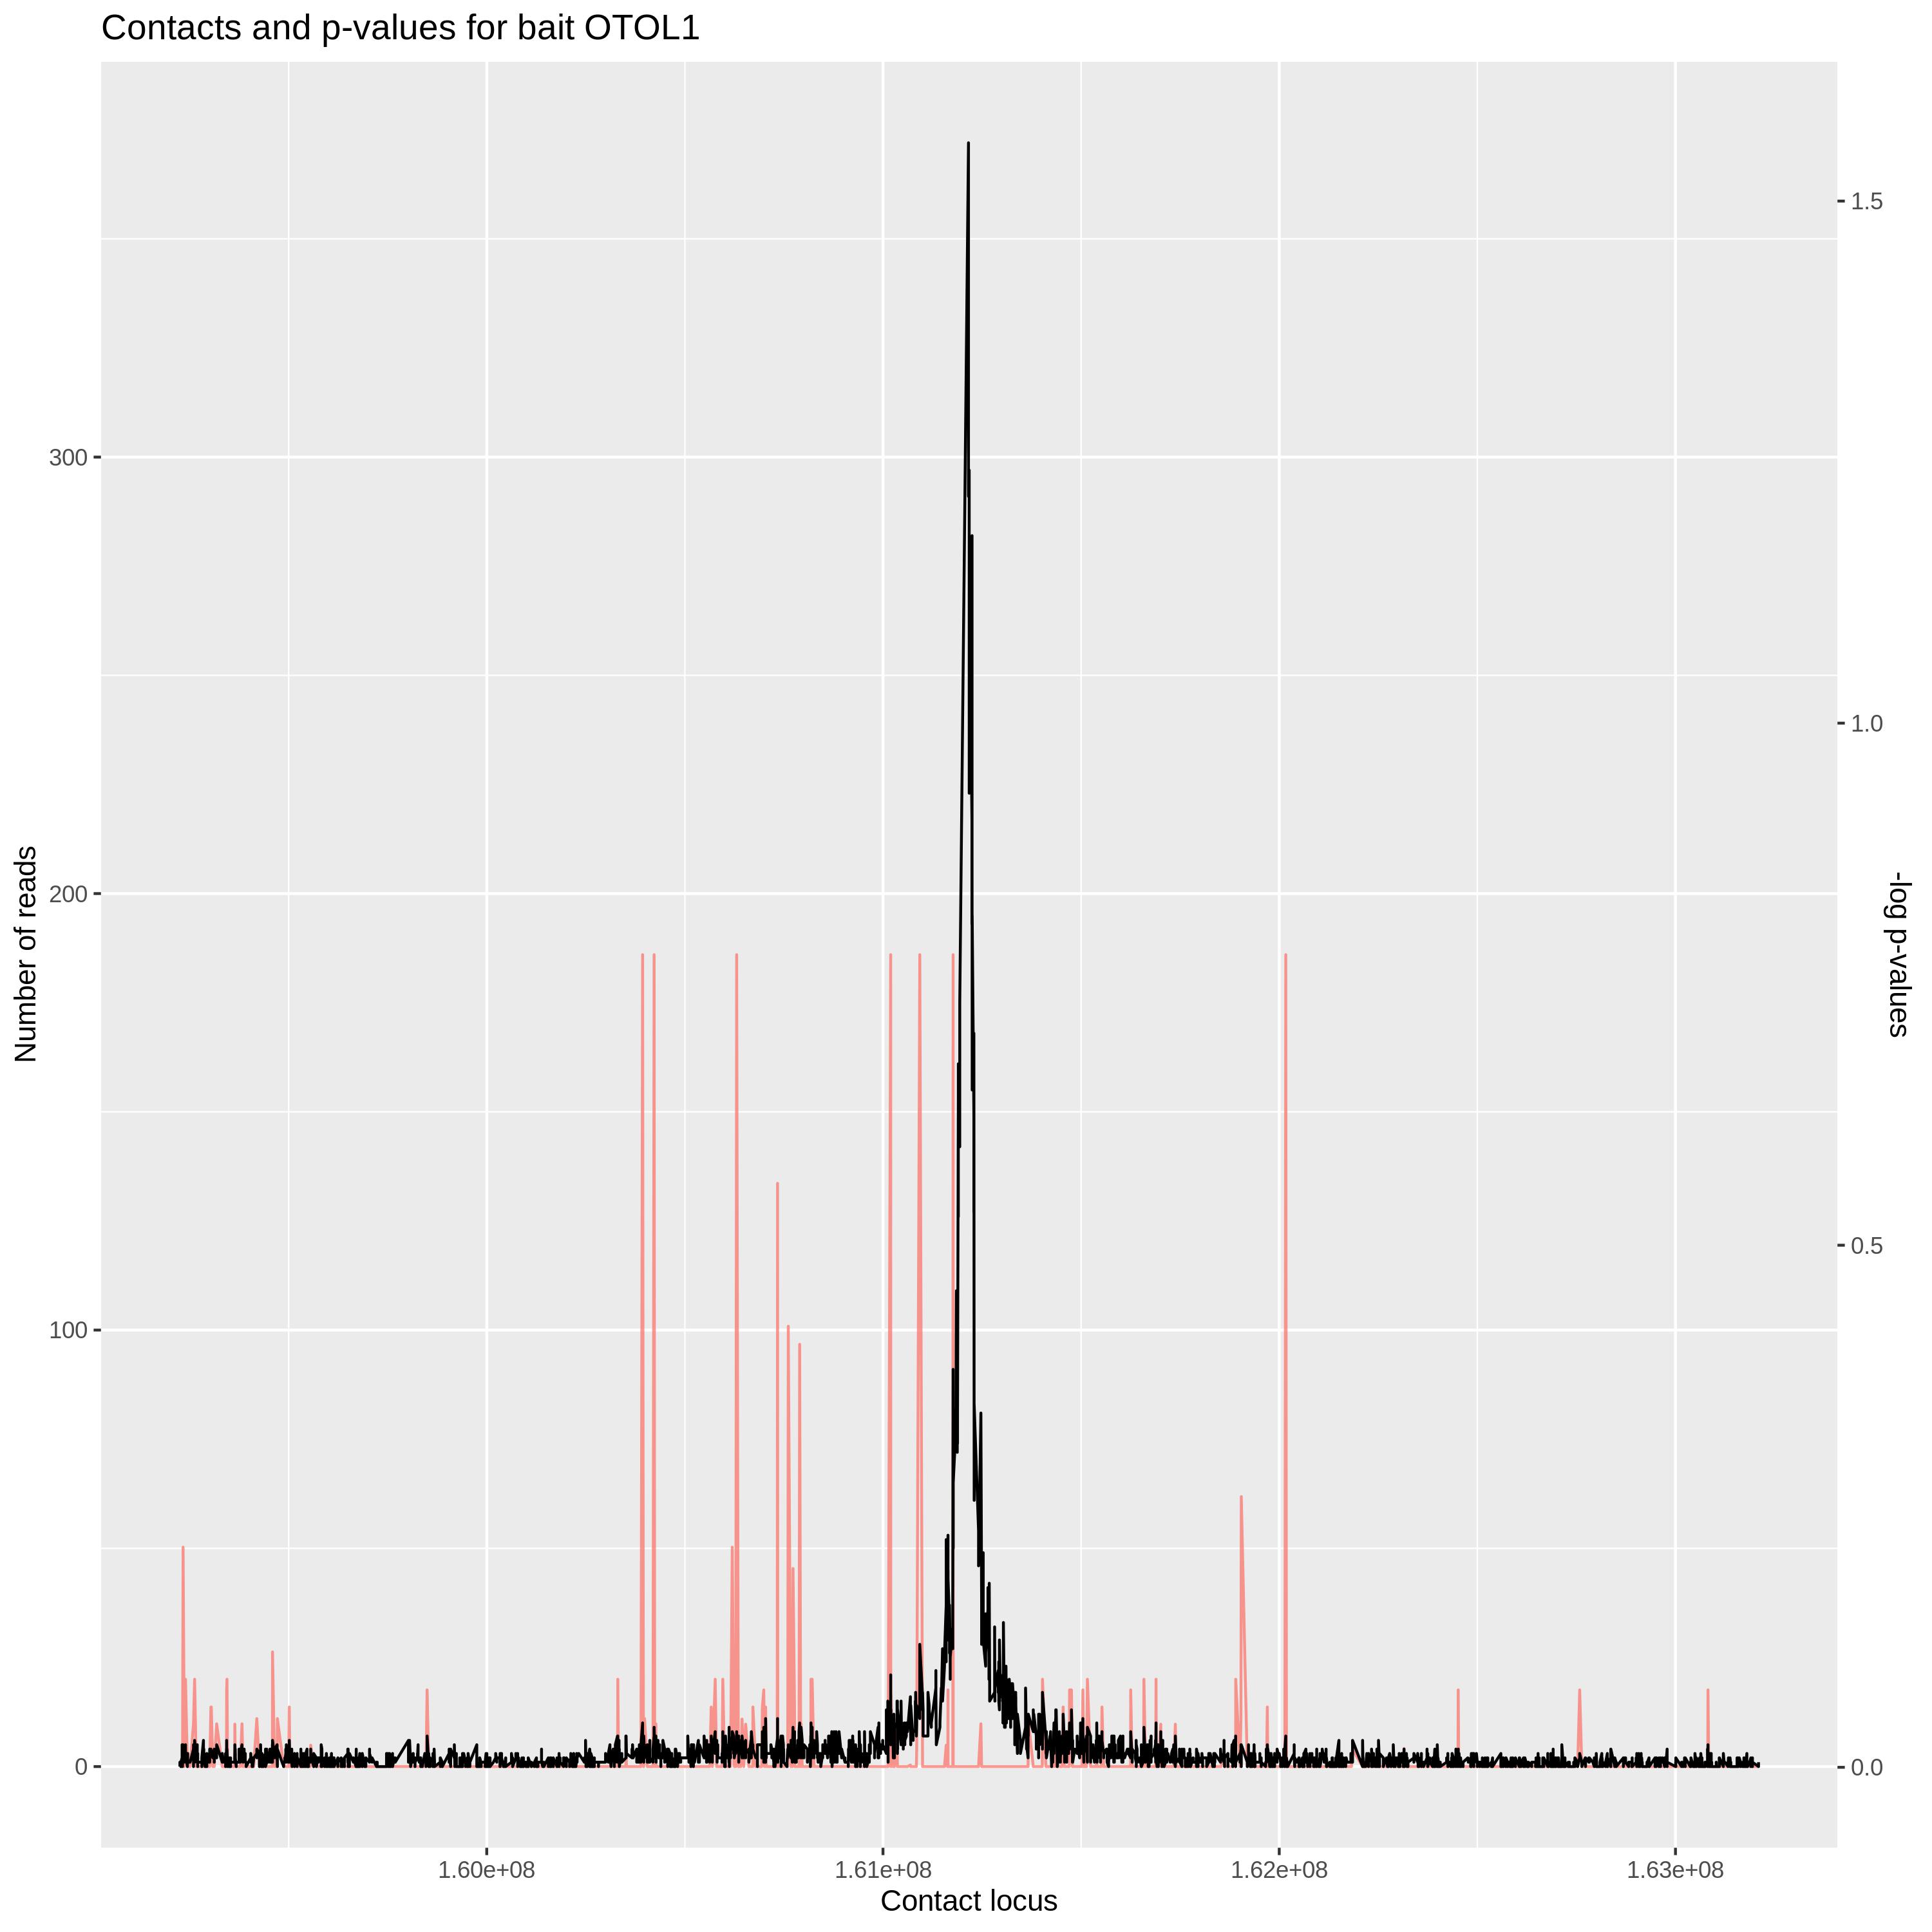 Contacts and p-values for bait OTOL1
Number of reads
300
200
100
0
1.5
1.0
0.5
0.0
-log p-values
1.60e+08
1.61e+08
1.62e+08
1.63e+08
Contact locus